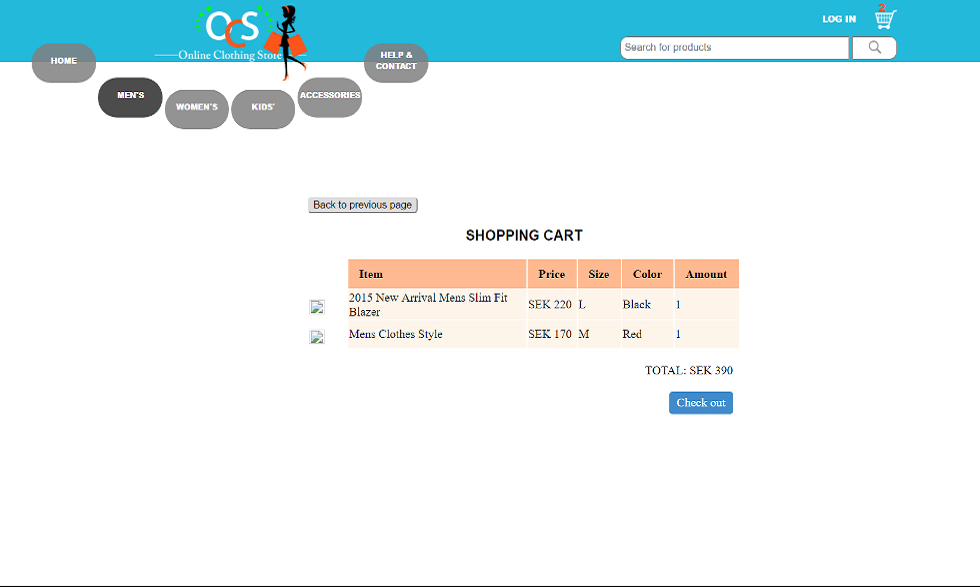 OCS
Online Clothing Store
LOG IN
2
Search for products
HOME
HELP &
CONTACT
MEN'S
ACCESSORIES
WOMEN'S
KIDS'
Back to previous page
SHOPPING CART
Item Price Size Color Amount
2015 New Arrival Mens Slim Fit
Blazer
SEK 220 L Black 1
Mens Clothes Style SEK 170 M Red 1
TOTAL: SEK 390
Check out